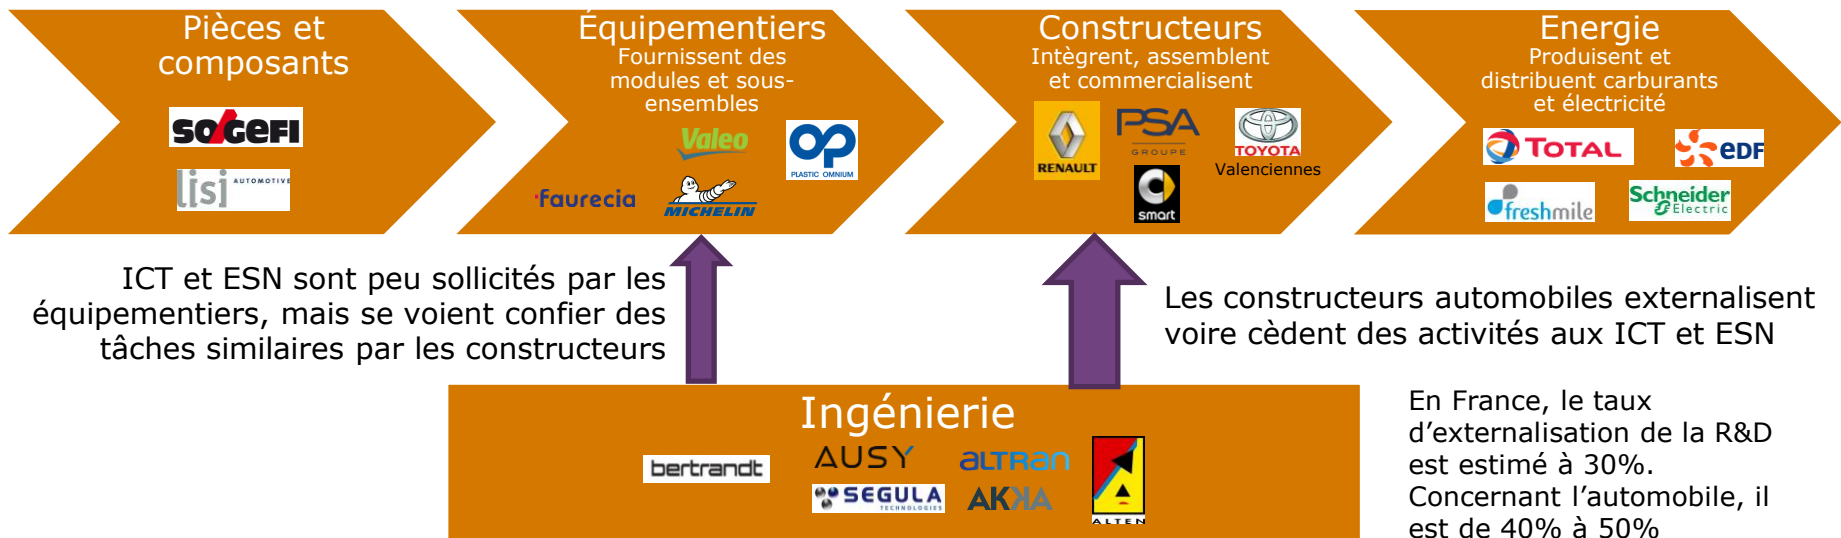 Pièces et
composants
SOGEFI
lisi AUTOMOTIVE
Équipementiers
Fournissent des
modules et sous-
ensembles
Valeo
OP
PLASTIC OMNIUM
faurecia
MICHELIN
Constructeurs
Intègrent, assemblent
et commercialisent
RENAULT
PSA
GROUPE
TOYOTA
Valenciennes
smart
Energie
Produisent et
distribuent carburants
et électricité
TOTAL
eDF
freshmile
Schneider
Electric
ICT et ESN sont peu sollicités par les
équipementiers, mais se voient confier des
tâches similaires par les constructeurs
Les constructeurs automobiles externalisent
voire cèdent des activités aux ICT et ESN
Ingénierie
bertrandt
AUSY
ALTRan
SEGULA
TECHNOLOGIES
AKKA
ALTEN
En France, le taux
d’externalisation de la R&D
est estimé à 30%.
Concernant l’automobile, il
est de 40% à 50%